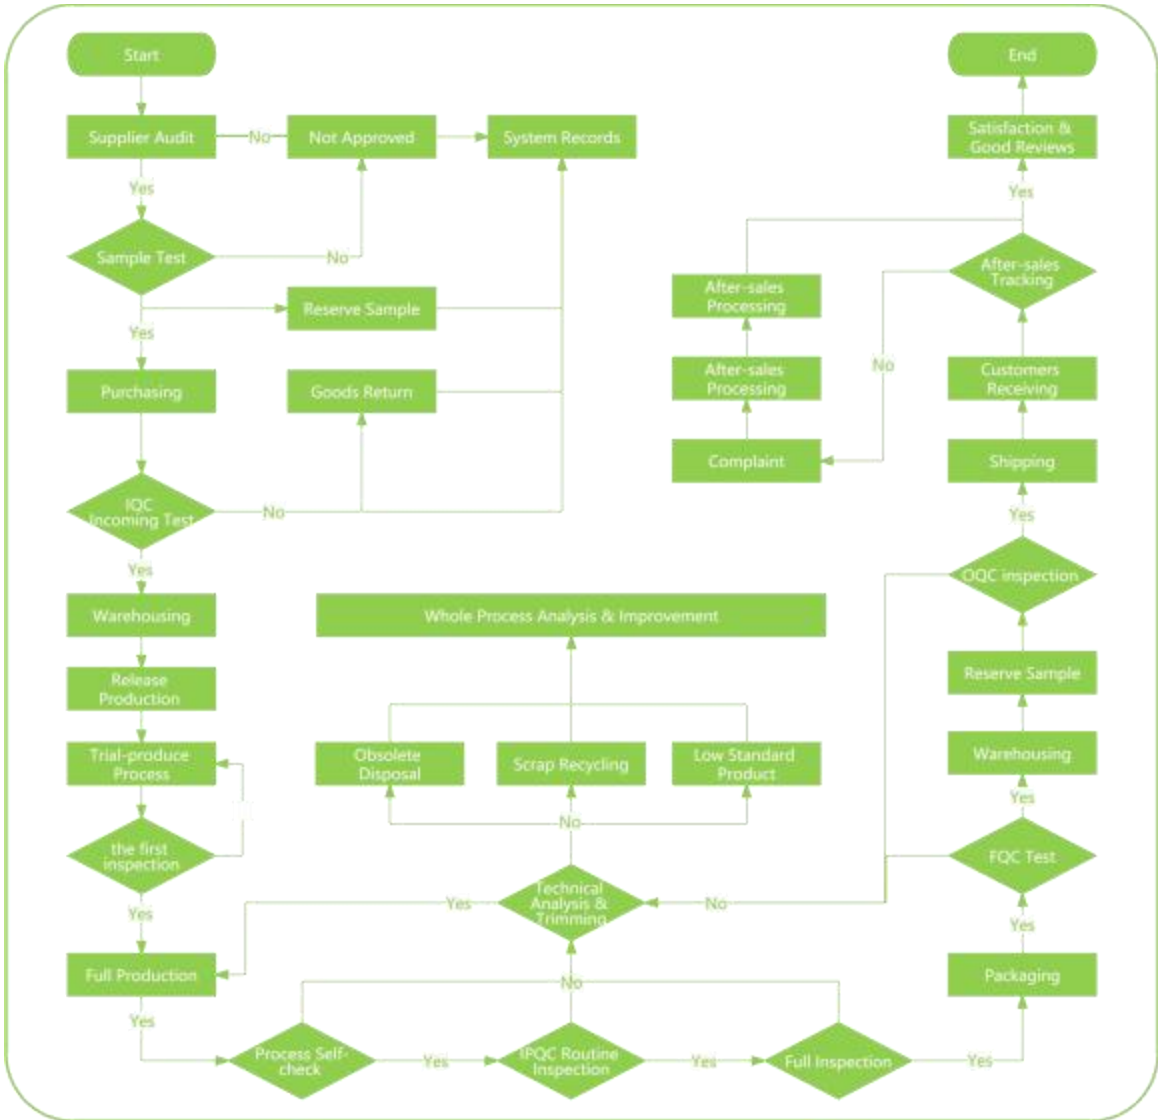 Start
End
Supplier Audit
No
Not Approved
System Records
Satisfaction &
Good Reviews
Yes
Yes
Sample Test
No
After-sales
Tracking
After-sales
Processing
Reserve Sample
Yes
No
Purchasing
Goods Return
After-sales
Processing
Customers
Receiving
Complaint
Shipping
IQC
Incoming Test
No
Yes
Yes
OQC inspection
Warehousing
Whole Process Analysis & Improvement
Release
Production
Reserve Sample
Trial-produce
Process
Obsolete
Disposal
Scrap Recycling
Low Standard
Product
Warehousing
No
Yes
the first
inspection
FQC Test
Technical
Analysis &
Trimming
Yes
No
Yes
Yes
Full Production
No
Packaging
Yes
Process Self-
check
Yes
IPQC Routine
Inspection
Yes
Full Inspection
Yes